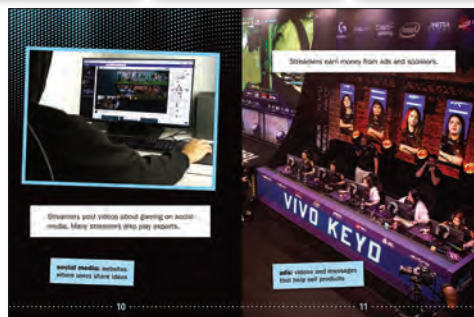 Streamers post videos about gaming on social
media. Many streamers also play esports.
social media: websites
where users share ideas
10
Streamers earn money from ads and sponsors.
intel
VIVO KEYD
ads: videos and messages
that help sell products
11